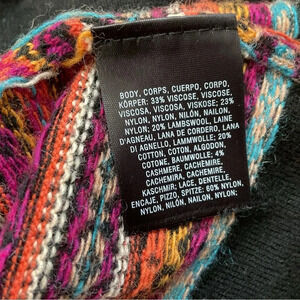 BODY, CORPS, CUERPO, CORPO,
KÖRPER: 33% VISCOSE, VISCOSE,
VISCOSA, VISCOSA, VISKOSE; 23%
NYLON, NYLON, NILÓN, NAILON,
NYLON; 20% LAMBSWOOL, LAINE
D'AGNEAU, LANA DE CORDERO, LANA
DI AGNELLO, LAMMWOLLE; 20%
COTTON, COTON, ALGODON,
COTONE, BAUMWOLLE; 4%
CASHMERE, CACHEMIRE,
CACHEMIRA, CASHMERE,
KASCHMIR; LACE, DENTELLE,
ENCAJE, PIZZO, SPITZE: 60% NYLON,
NYLON, NILÓN, NAILON, NYLON;